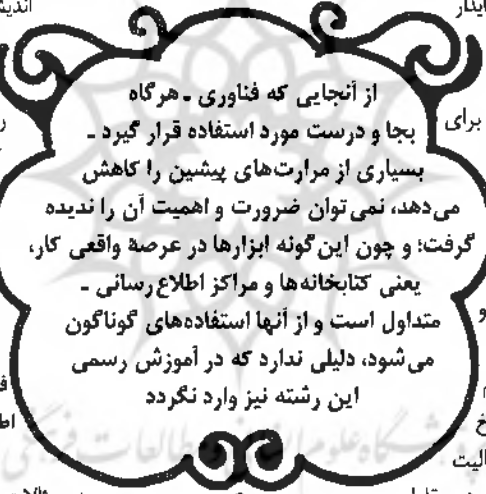 از آنجایی که فناوری ـ هرگاه
بجا و درست مورد استفاده قرار گیرد ـ
بسیاری از مرارت‌های پیشین را کاهش
می‌دهد، نمی‌توان ضرورت و اهمیت آن را ندیده
گرفت؛ و چون این‌گونه ابزارها در عرصهٔ واقعی کار،
یعنی کتابخانه‌ها و مراکز اطلاع‌رسانی ـ
متداول است و از آنها استفاده‌های گوناگون
می‌شود، دلیلی ندارد که در آموزش رسمی
این رشته نیز وارد نگردد
برای